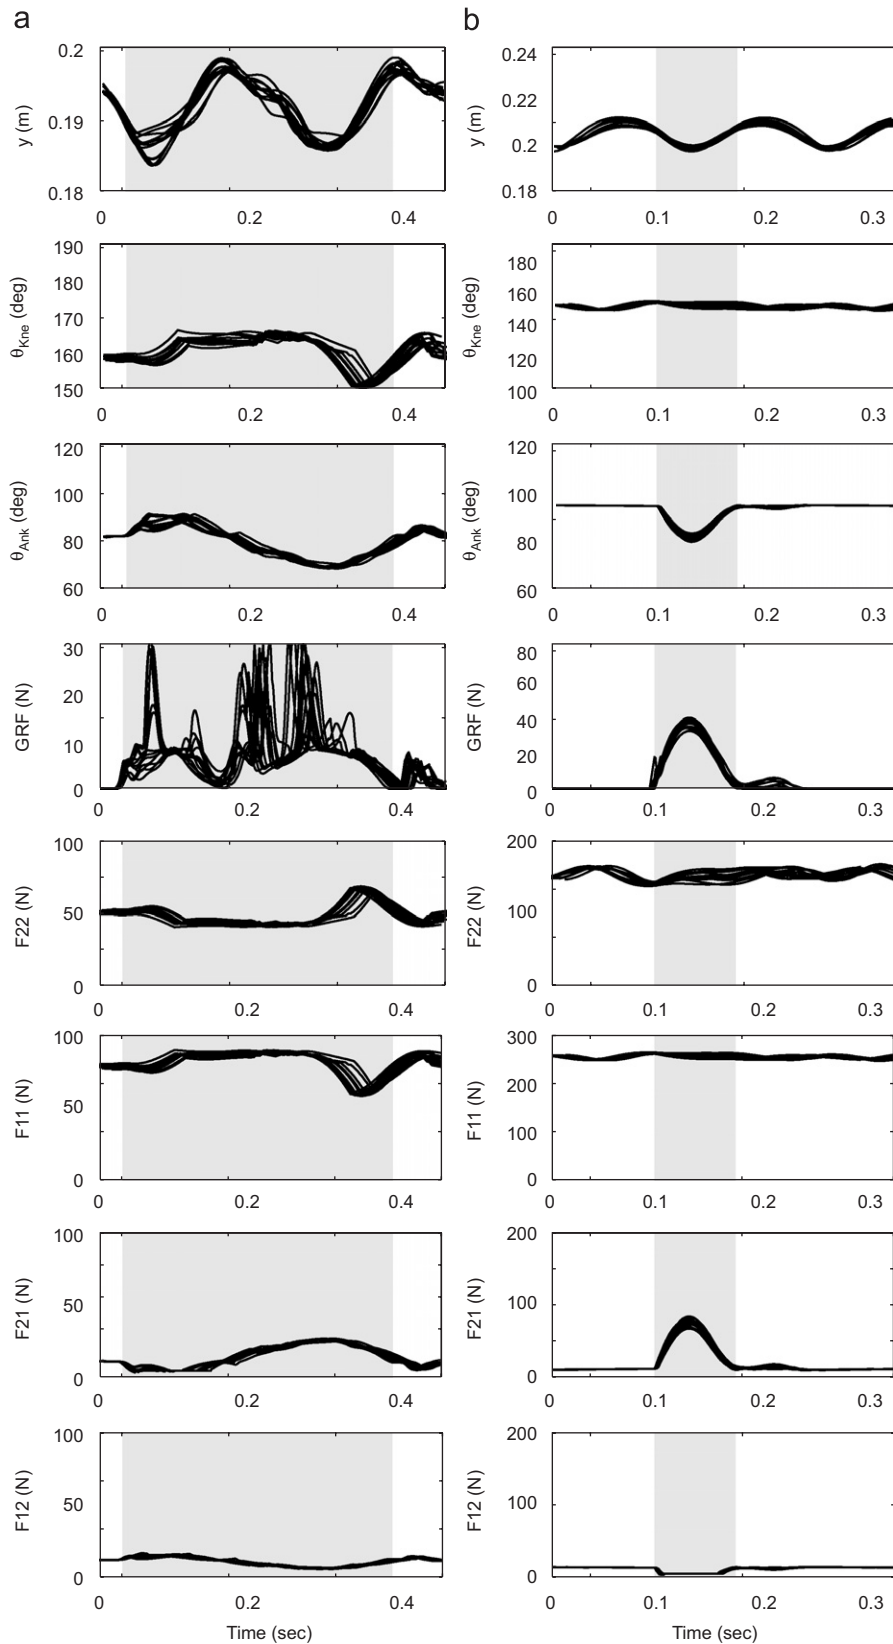 a
0.2
0.19
0.18
y (m)
0 0.2 0.4
190
180
170
160
150
θKne (deg)
0 0.2 0.4
120
100
80
60
θAnk (deg)
0 0.2 0.4
30
20
10
0
GRF (N)
0 0.2 0.4
100
50
0
F22 (N)
0 0.2 0.4
100
50
0
F11 (N)
0 0.2 0.4
100
50
0
F21 (N)
0 0.2 0.4
100
50
0
F12 (N)
0 0.2 0.4
Time (sec)
b
0.24
0.22
0.2
0.18
y (m)
0 0.1 0.2 0.3
180
160
140
120
100
θKne (deg)
0 0.1 0.2 0.3
120
100
80
60
θAnk (deg)
0 0.1 0.2 0.3
80
60
40
20
0
GRF (N)
0 0.1 0.2 0.3
200
100
0
F22 (N)
0 0.1 0.2 0.3
300
200
100
0
F11 (N)
0 0.1 0.2 0.3
200
100
0
F21 (N)
0 0.1 0.2 0.3
200
100
0
F12 (N)
0 0.1 0.2 0.3
Time (sec)